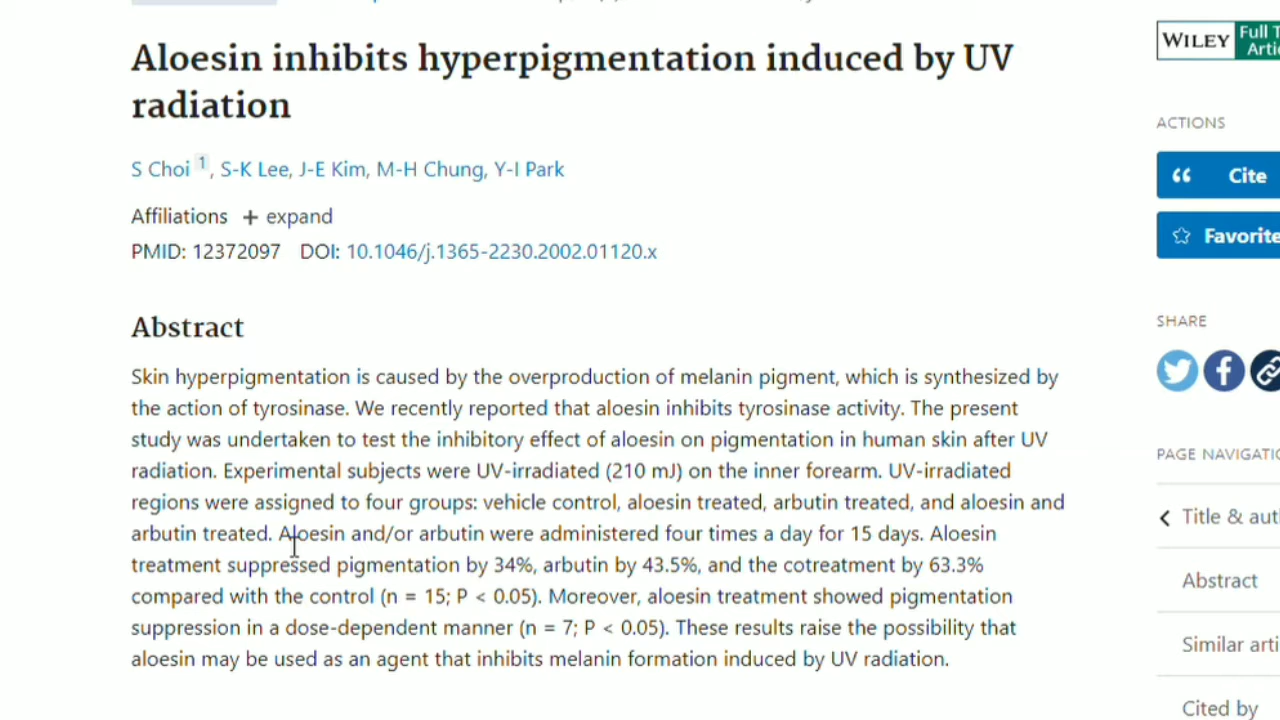 Aloesin inhibits hyperpigmentation induced by UV
radiation
S Choi 1, S-K Lee, J-E Kim, M-H Chung, Y-I Park
Affiliations + expand
PMID: 12372097 DOI: 10.1046/j.1365-2230.2002.01120.x
Abstract
Skin hyperpigmentation is caused by the overproduction of melanin pigment, which is synthesized by
the action of tyrosinase. We recently reported that aloesin inhibits tyrosinase activity. The present
study was undertaken to test the inhibitory effect of aloesin on pigmentation in human skin after UV
radiation. Experimental subjects were UV-irradiated (210 mJ) on the inner forearm. UV-irradiated
regions were assigned to four groups: vehicle control, aloesin treated, arbutin treated, and aloesin and
arbutin treated. Aloesin and/or arbutin were administered four times a day for 15 days. Aloesin
treatment suppressed pigmentation by 34%, arbutin by 43.5%, and the cotreatment by 63.3%
compared with the control (n = 15; P < 0.05). Moreover, aloesin treatment showed pigmentation
suppression in a dose-dependent manner (n = 7; P < 0.05). These results raise the possibility that
aloesin may be used as an agent that inhibits melanin formation induced by UV radiation.
WILEY Full T
Arti
ACTIONS
Cite
Favorite
SHARE
PAGE NAVIGATI
Title & aut
Abstract
Similar arti
Cited by